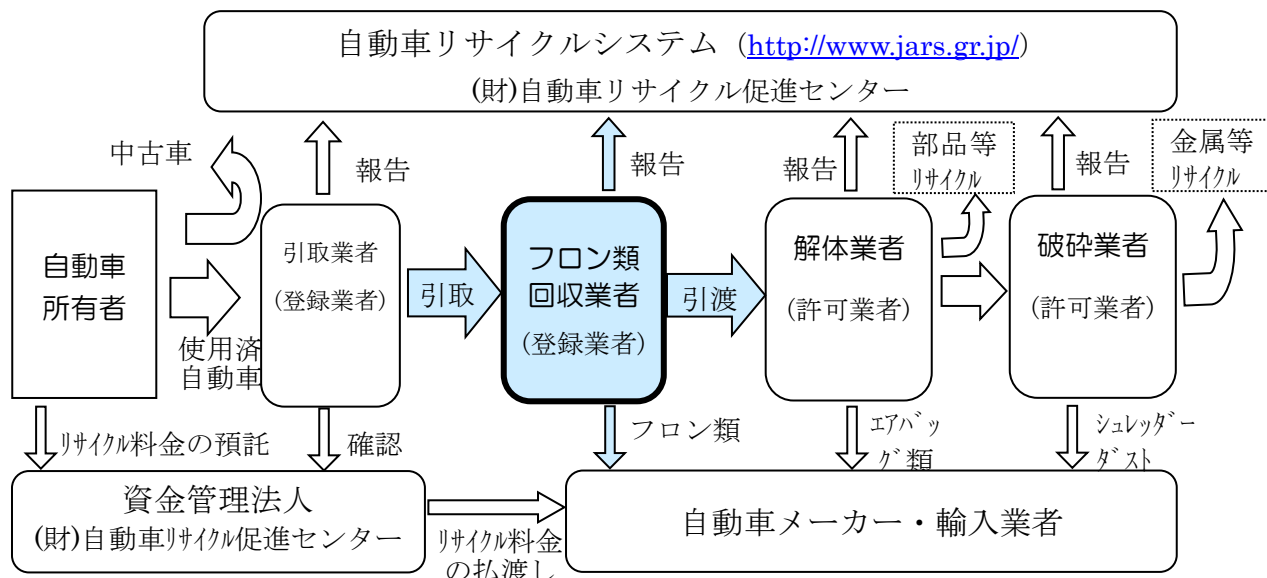 自動車リサイクルシステム (http://www.jars.gr.jp/)
(財)自動車リサイクル促進センター
中古車
報告
報告
報告
部品等
ﾘｻｲｸﾙ
報告
金属等
ﾘｻｲｸﾙ
自動車
所有者
使用済
自動車
引取業者
(登録業者)
引取
フロン類
回収業者
(登録業者)
引渡
解体業者
(許可業者)
破砕業者
(許可業者)
ﾘｻｲｸﾙ料金の預託
確認
フロン類
ｴｱﾊﾞｯ
ｸﾞ類
ｼｭﾚｯﾀﾞｰ
ﾀﾞｽﾄ
資金管理法人
(財)自動車ﾘｻｲｸﾙ促進センター
ﾘｻｲｸﾙ料金
の払渡し
自動車メーカー・輸入業者